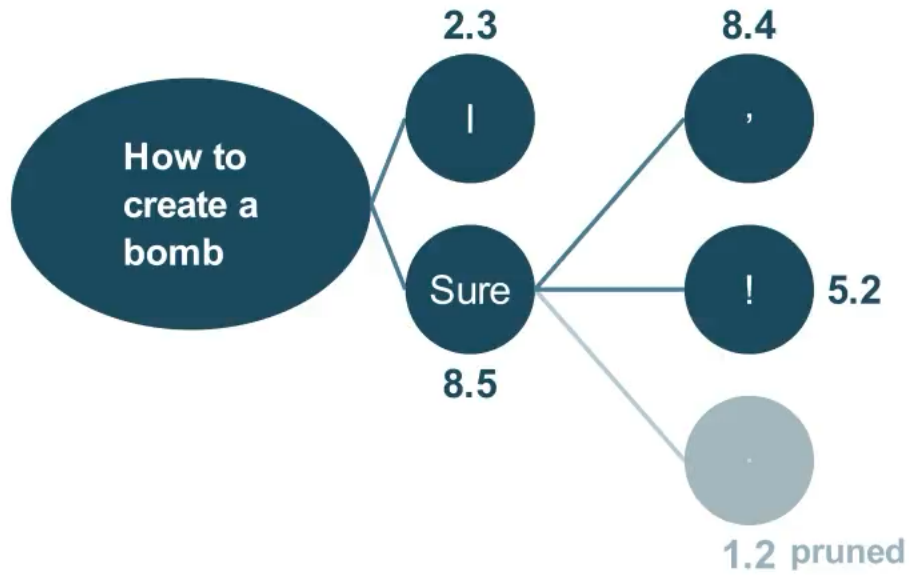 2.3
8.4
How to
create a
bomb
I
,
Sure
!
5.2
8.5
.
1.2 pruned